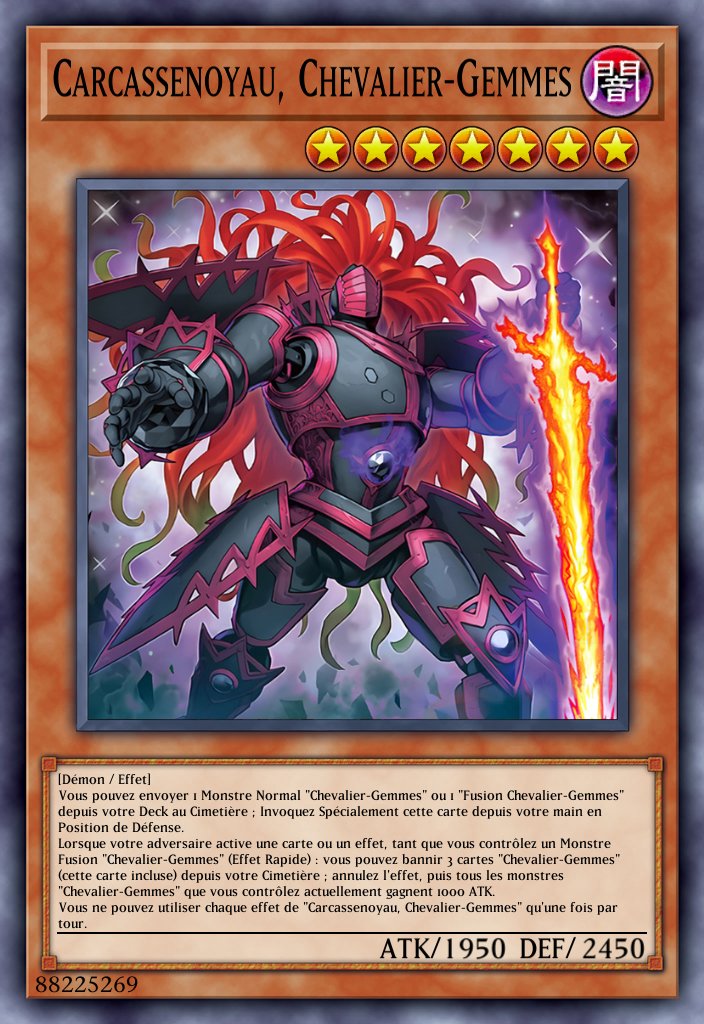 Carcassenoyau, Chevalier-Gemmes
闇
[Démon / Effet]
Vous pouvez envoyer 1 Monstre Normal "Chevalier-Gemmes" ou 1 "Fusion Chevalier-Gemmes"
depuis votre Deck au Cimetière ; Invoquez Spécialement cette carte depuis votre main en
Position de Défense.
Lorsque votre adversaire active une carte ou un effet, tant que vous contrôlez un Monstre
Fusion "Chevalier-Gemmes" (Effet Rapide) : vous pouvez bannir 3 cartes "Chevalier-Gemmes"
(cette carte incluse) depuis votre Cimetière ; annulez l'effet, puis tous les monstres
"Chevalier-Gemmes" que vous contrôlez actuellement gagnent 1000 ATK.
Vous ne pouvez utiliser chaque effet de "Carcassenoyau, Chevalier-Gemmes" qu'une fois par
tour.
ATK/1950 DEF/2450
88225269